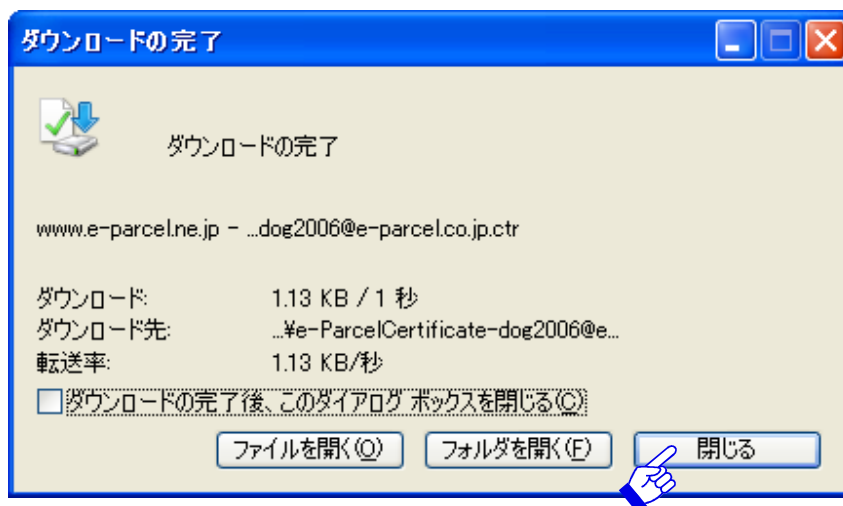 ダウンロードの完了
ダウンロードの完了
www.e-parcel.ne.jp - ...dog2006@e-parcel.co.jp.ctr
ダウンロード: 1.13 KB / 1 秒
ダウンロード先: ...¥e-ParcelCertificate-dog2006@e...
転送率: 1.13 KB/秒
ダウンロードの完了後、このダイアログ ボックスを閉じる(C)
ファイルを開く(O) フォルダを開く(F) 閉じる